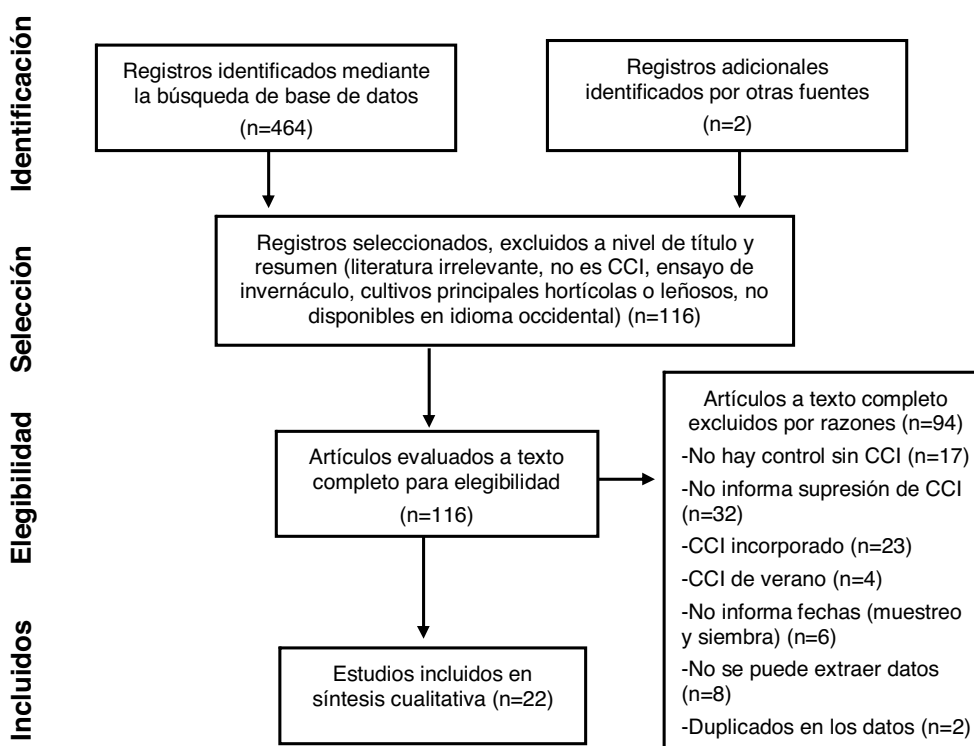 Identificación
Registros identificados mediante
la búsqueda de base de datos
(n=464)
Registros adicionales
identificados por otras fuentes
(n=2)
Selección
Registros seleccionados, excluidos a nivel de título y
resumen (literatura irrelevante, no es CCI, ensayo de
invernáculo, cultivos principales hortícolas o leñosos, no
disponibles en idioma occidental) (n=116)
Elegibilidad
Artículos evaluados a texto
completo para elegibilidad
(n=116)
Artículos a texto completo
excluidos por razones (n=94)
-No hay control sin CCI (n=17)
-No informa supresión de CCI
(n=32)
-CCI incorporado (n=23)
-CCI de verano (n=4)
-No informa fechas (muestreo
y siembra) (n=6)
-No se puede extraer datos
(n=8)
-Duplicados en los datos (n=2)
Incluidos
Estudios incluidos en
síntesis cualitativa (n=22)